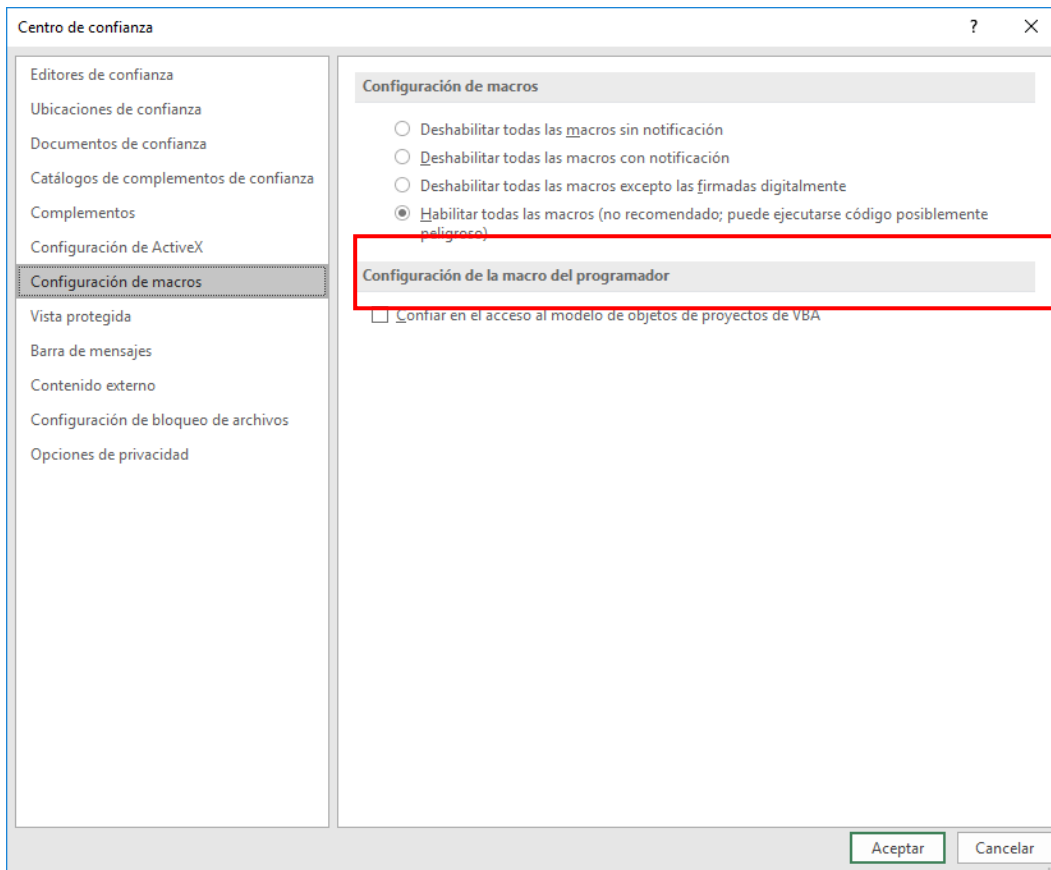 Centro de confianza
Editores de confianza
Ubicaciones de confianza
Documentos de confianza
Catálogos de complementos de confianza
Complementos
Configuración de ActiveX
Configuración de macros
Vista protegida
Barra de mensajes
Contenido externo
Configuración de bloqueo de archivos
Opciones de privacidad
Configuración de macros
Deshabilitar todas las macros sin notificación
Deshabilitar todas las macros con notificación
Deshabilitar todas las macros excepto las firmadas digitalmente
Habilitar todas las macros (no recomendado; puede ejecutarse código posiblemente
peligroso)
Configuración de la macro del programador
Confiar en el acceso al modelo de objetos de proyectos de VBA
Aceptar
Cancelar